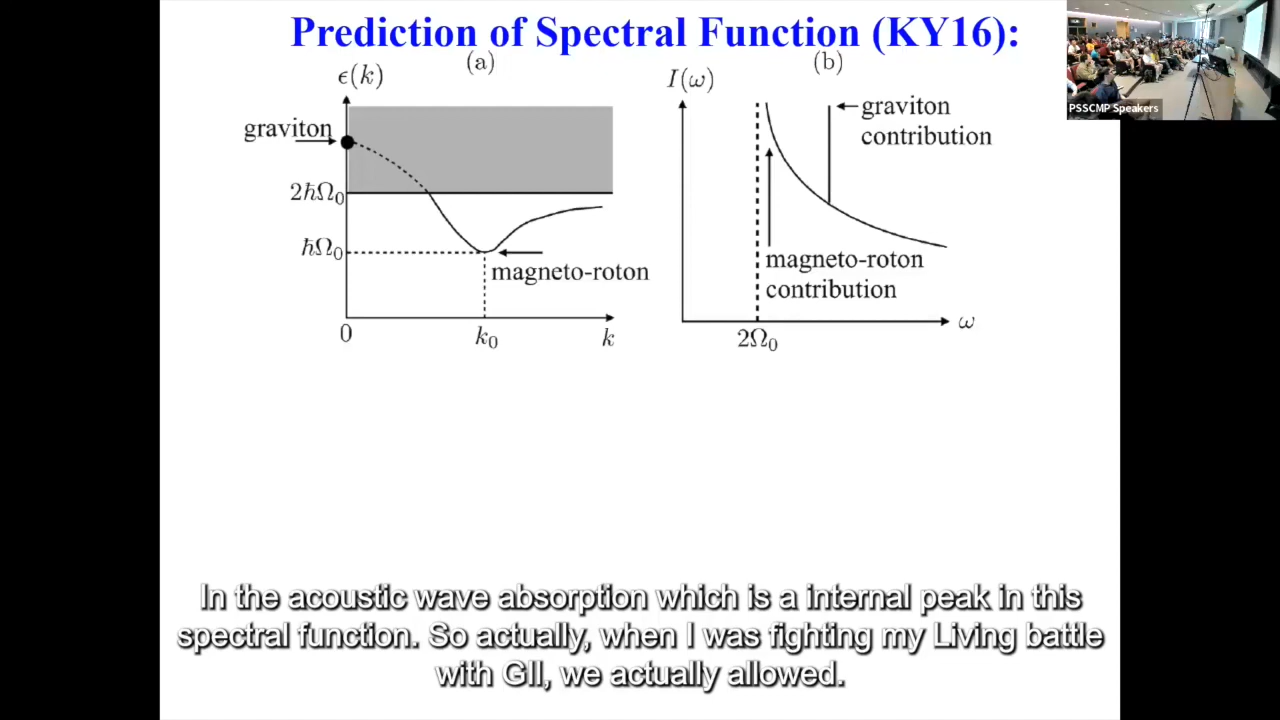 Prediction of Spectral Function (KY16):
(a)
ϵ(k)
graviton
2ħΩ₀
ħΩ₀
magneto-roton
0
k₀
k
(b)
I(ω)
graviton
contribution
magneto-roton
contribution
2Ω₀
ω
PSSCMP Speakers
In the acoustic wave absorption which is a internal peak in this
spectral function. So actually, when I was fighting my Living battle
with GII, we actually allowed.